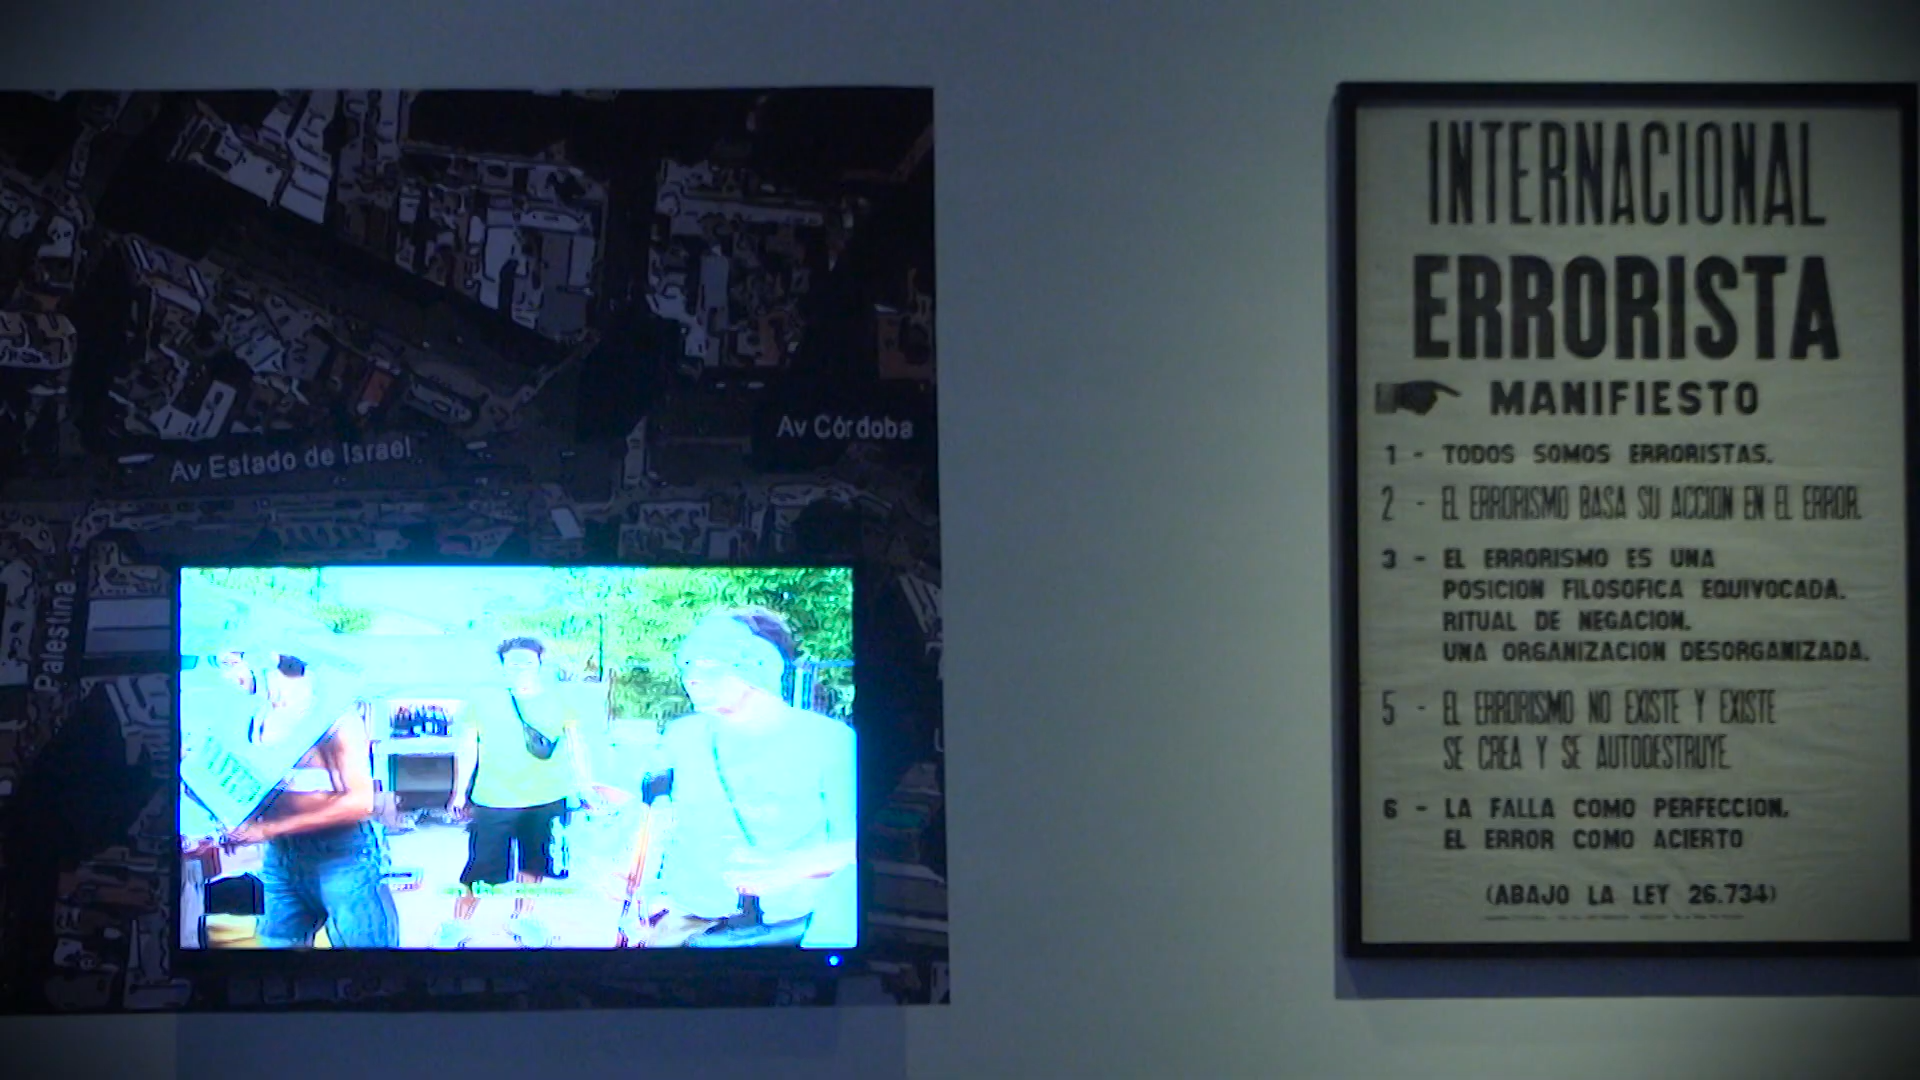 Av Córdoba
Av Estado de Israel
Palestina
INTERNACIONAL
ERRORISTA
MANIFIESTO
1 - TODOS SOMOS ERRORISTAS.
2 - EL ERRORISMO BASA SU ACCION EN EL ERROR.
3 - EL ERRORISMO ES UNA
POSICION FILOSOFICA EQUIVOCADA.
RITUAL DE NEGACION.
UNA ORGANIZACION DESORGANIZADA.
5 - EL ERRORISMO NO EXISTE Y EXISTE
SE CREA Y SE AUTODESTRUYE.
6 - LA FALLA COMO PERFECCION,
EL ERROR COMO ACIERTO
(ABAJO LA LEY 26.734)